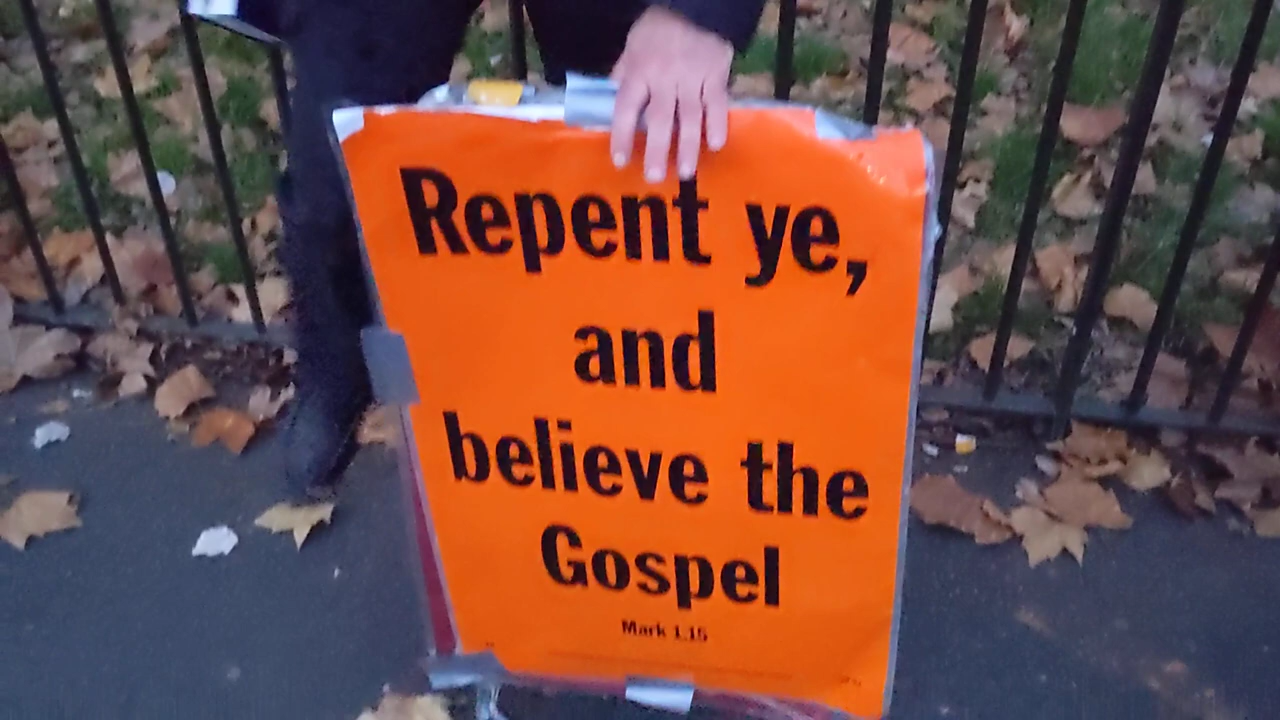 Repent ye,
and
believe the
Gospel
Mark 1.15